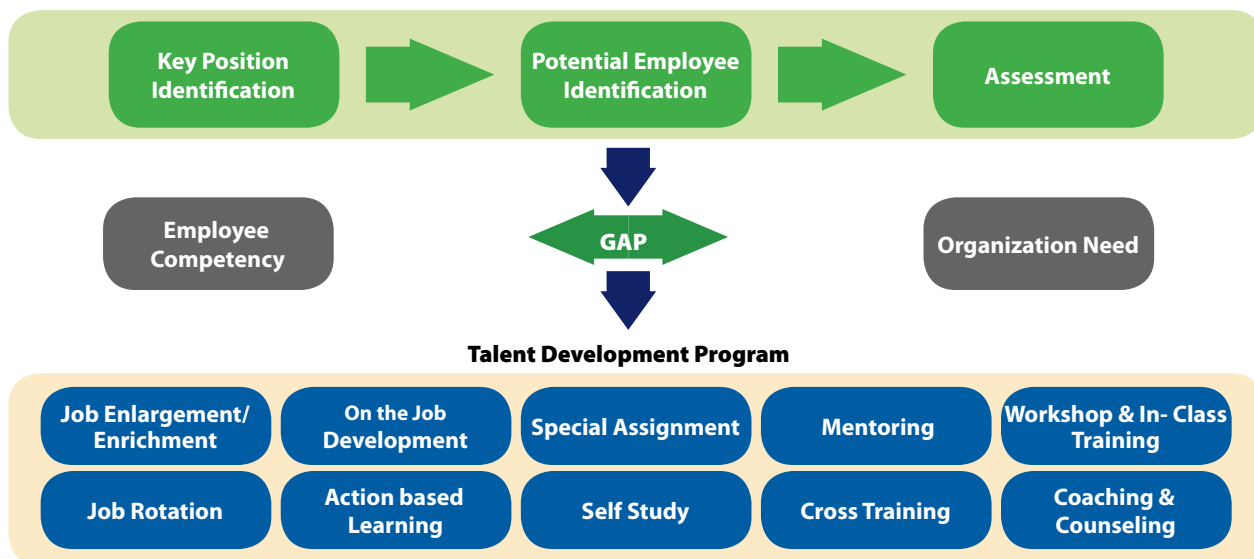 Key Position
Identification
Potential Employee
Identification
Assessment
Employee
Competency
GAP
Organization Need
Talent Development Program
Job Enlargement/
Enrichment
On the Job
Development
Special Assignment
Mentoring
Workshop & In- Class
Training
Job Rotation
Action based
Learning
Self Study
Cross Training
Coaching &
Counseling